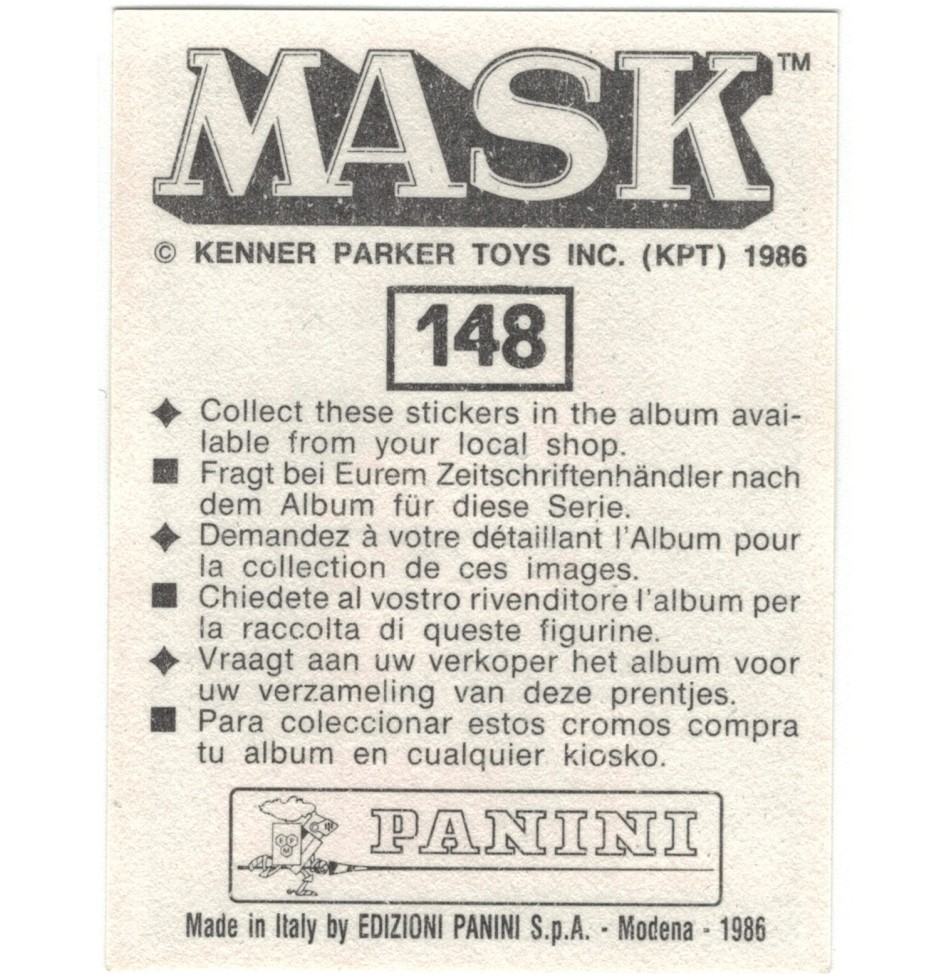 MASK™
© KENNER PARKER TOYS INC. (KPT) 1986
148
◆ Collect these stickers in the album avai-
lable from your local shop.
■ Fragt bei Eurem Zeitschriftenhändler nach
dem Album für diese Serie.
◆ Demandez à votre détaillant l'Album pour
la collection de ces images.
■ Chiedete al vostro rivenditore l'album per
la raccolta di queste figurine.
◆ Vraagt aan uw verkoper het album voor
uw verzameling van deze prentjes.
■ Para coleccionar estos cromos compra
tu album en cualquier kiosko.
PANINI
Made in Italy by EDIZIONI PANINI S.p.A. - Modena - 1986